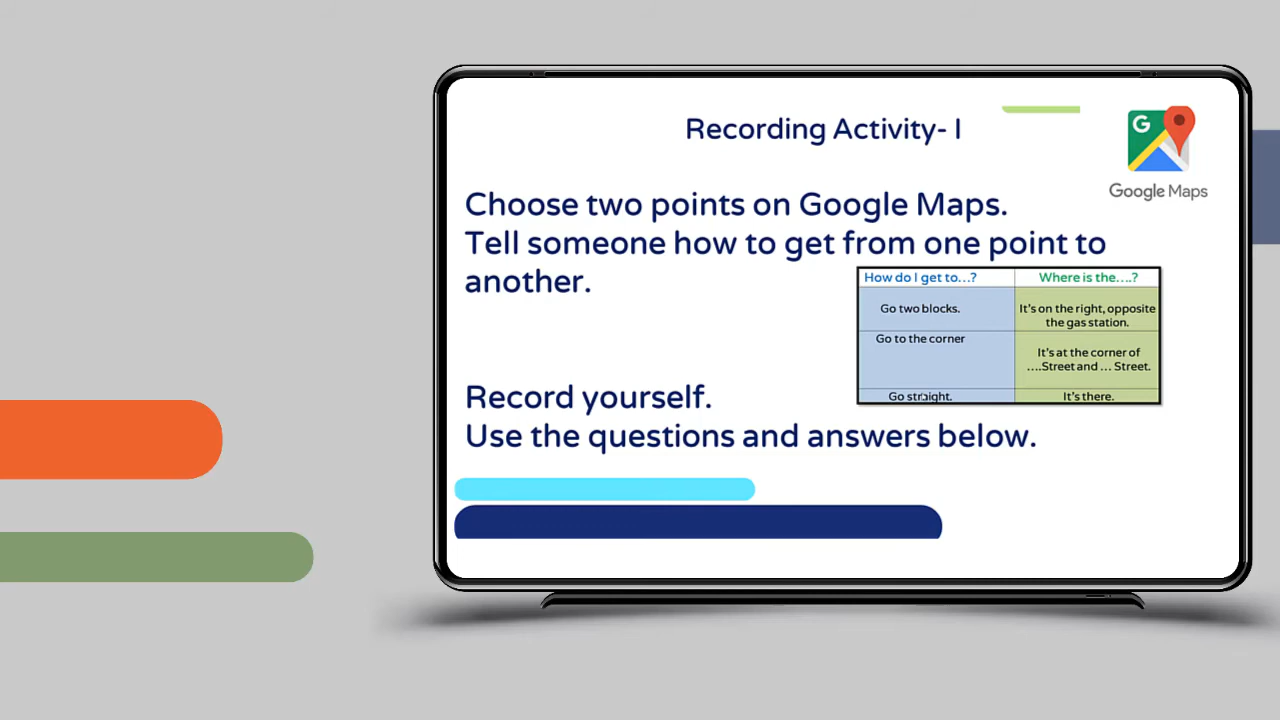 Recording Activity- I
G
Google Maps
Choose two points on Google Maps.
Tell someone how to get from one point to
another.
How do I get to...? Where is the....?
Go two blocks. It's on the right, opposite
the gas station.
Go to the corner
It's at the corner of
....Street and ... Street.
Go straight. It's there.
Record yourself.
Use the questions and answers below.